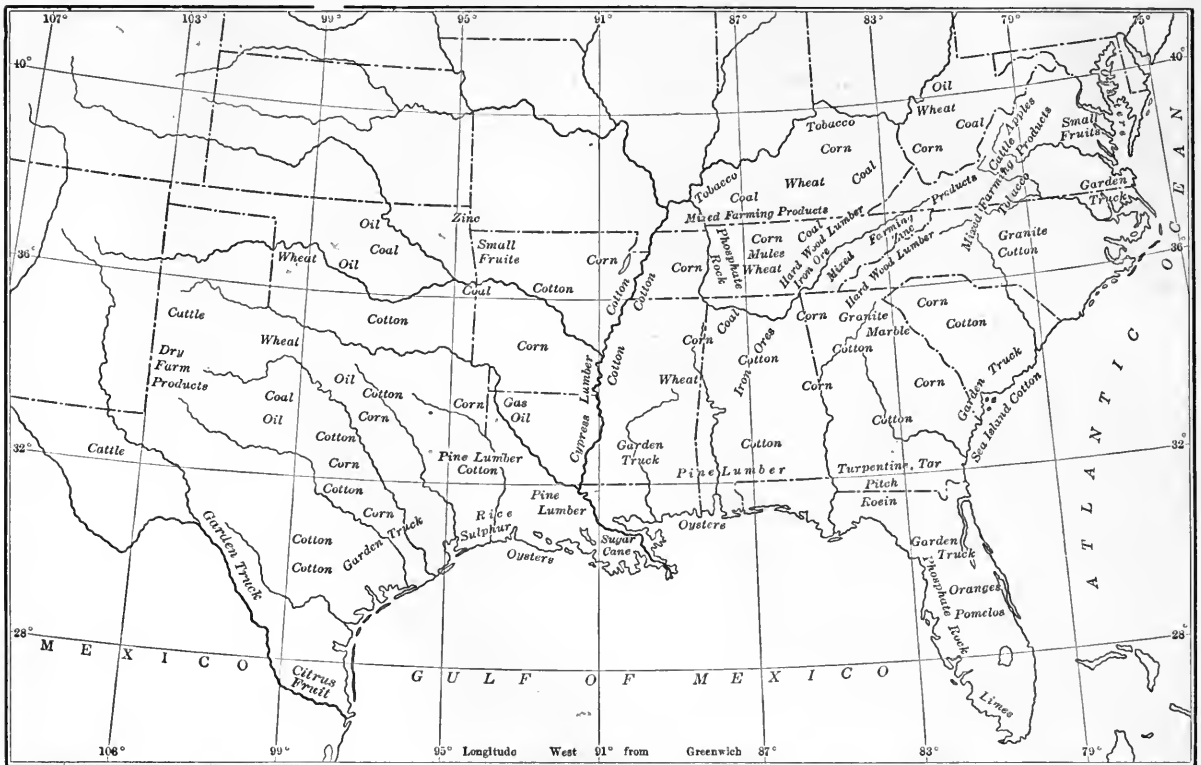 107°
103°
99°
95°
91°
87°
83°
79°
75°
40°
40°
Oil
Wheat
Coal
Cattle Apples
Mixed Farming Products
Small
Fruits
Tobacco
Corn
Corn
Tobacco
Coal
Wheat
Coal
Mixed Farming Products
Products
Farming
Mixed
Zinc
Tobacco
Garden
Truck
Zinc
Oil
Coal
Small
Fruits
Corn
Cotton
Cotton
Corn
Phosphate
Rock
Corn
Mules
Wheat
Coal
Hard Wood Lumber
Iron Ore
Hard Wood Lumber
Granite
Cotton
36°
36°
Wheat
Oil
Coal
Cotton
Cattle
Cotton
Wheat
Corn
Corn
Coal
Iron Ores
Cotton
Corn
Granite
Marble
Cotton
Corn
Cotton
Dry
Farm
Products
Oil
Cotton
Corn
Coal
Oil
Cotton
Corn
Gas
Oil
Cypress Lumber
Cotton
Wheat
Corn
Corn
Cotton
Garden Truck
Sea Island Cotton
32°
32°
Cattle
Corn
Cotton
Corn
Pine Lumber
Cotton
Garden
Truck
Cotton
Pine Lumber
Turpentine, Tar
Pitch
Rosin
Pine
Lumber
Rice
Sulphur
Oysters
Sugar
Cane
Oysters
Garden Truck
Cotton
Cotton
Garden Truck
Garden
Truck
Phosphate Rock
Oranges
Pomelos
Limes
28°
28°
MEXICO
Citrus
Fruit
GULF OF MEXICO
ATLANTIC
OCEAN
99°
95°
Longitude West 91° from Greenwich
87°
83°
79°